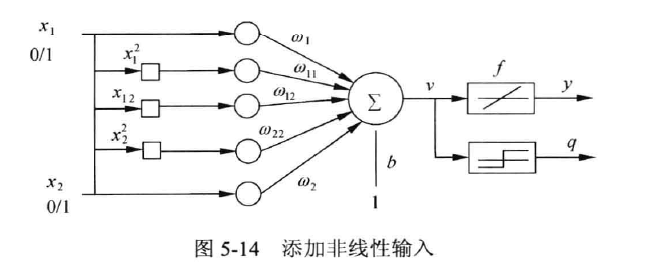 x₁
0/1
x₁²
x₁₂
x₂²
x₂
0/1
ω₁
ω₁₁
ω₁₂
ω₂₂
ω₂
Σ
b
1
v
f
y
q
图 5-14 添加非线性输入